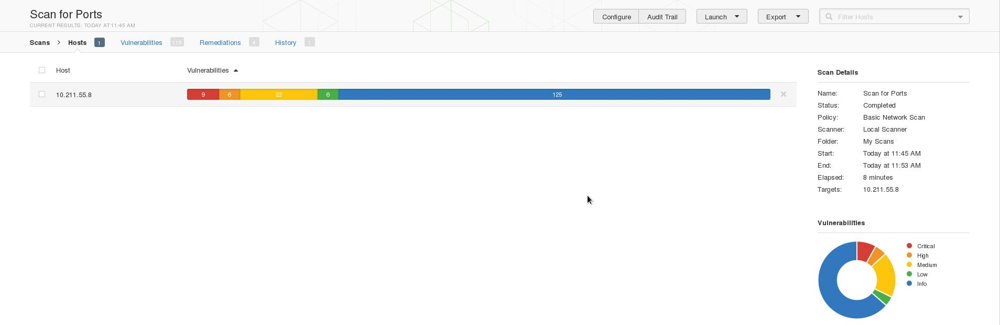 Scan for Ports
CURRENT RESULTS: TODAY AT 11:45 AM
Configure Audit Trail Launch Export Filter Hosts
Scans Hosts 1 Vulnerabilities 115 Remediations 4 History 1
Host Vulnerabilities
10.211.55.8 9 6 22 6 125
Scan Details
Name: Scan for Ports
Status: Completed
Policy: Basic Network Scan
Scanner: Local Scanner
Folder: My Scans
Start: Today at 11:45 AM
End: Today at 11:53 AM
Elapsed: 8 minutes
Targets: 10.211.55.8
Vulnerabilities
Critical
High
Medium
Low
Info